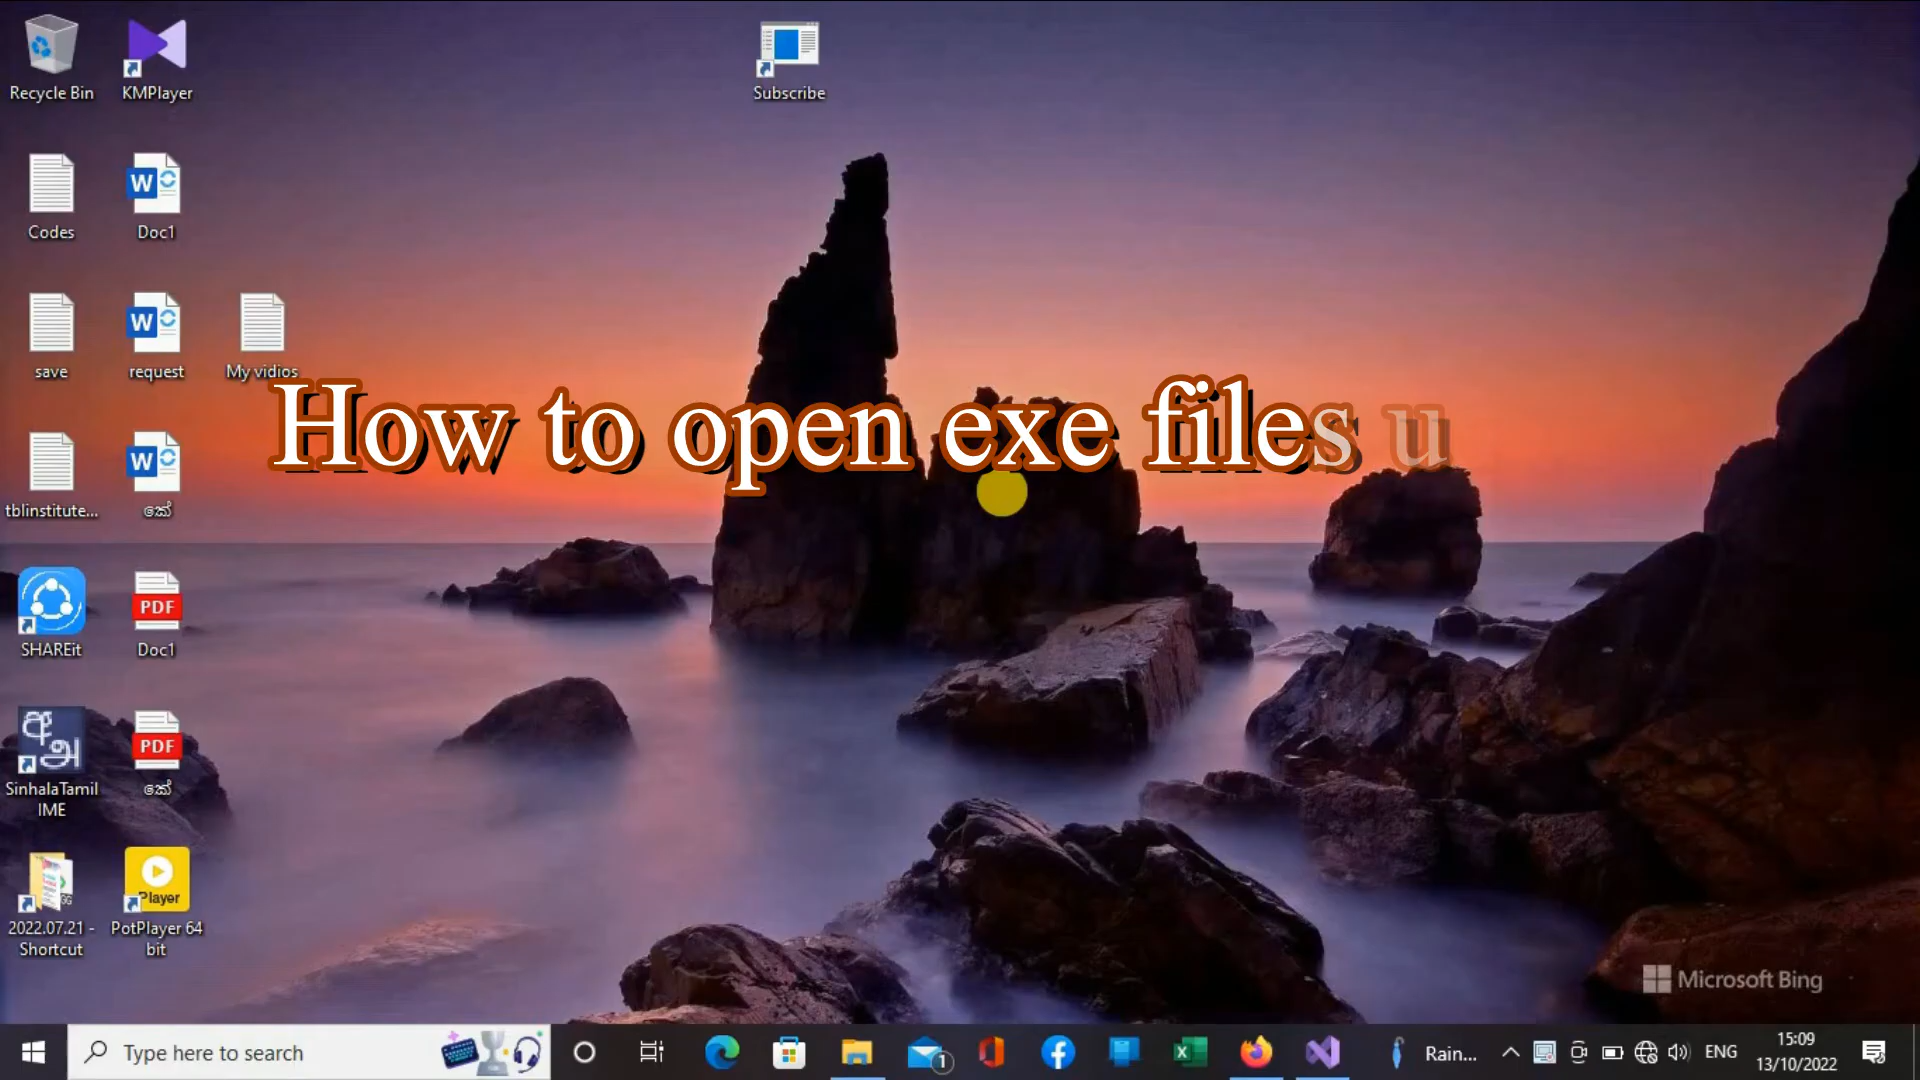 Recycle Bin
KMPlayer
Subscribe
Codes
Doc1
save
request
My vidios
How to open exe files u
tblinstitute...
කේ
SHAREit
PDF
Doc1
අ
அ
SinhalaTamil
IME
PDF
කේ
Player
2022.07.21 -
Shortcut
PotPlayer 64
bit
Microsoft Bing
Type here to search
1
Rain...
ENG
15:09
13/10/2022